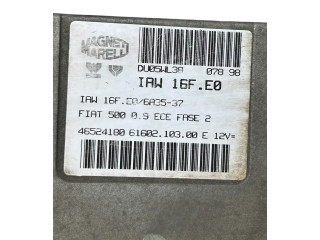 MAGNETI
MARELLI
DU05WL3A 078 98
IAW 16F.E0
IAW 16F.E0/6A35-37
FIAT 500 0.9 ECE FASE 2
46524180 61602.103.00 E 12V=